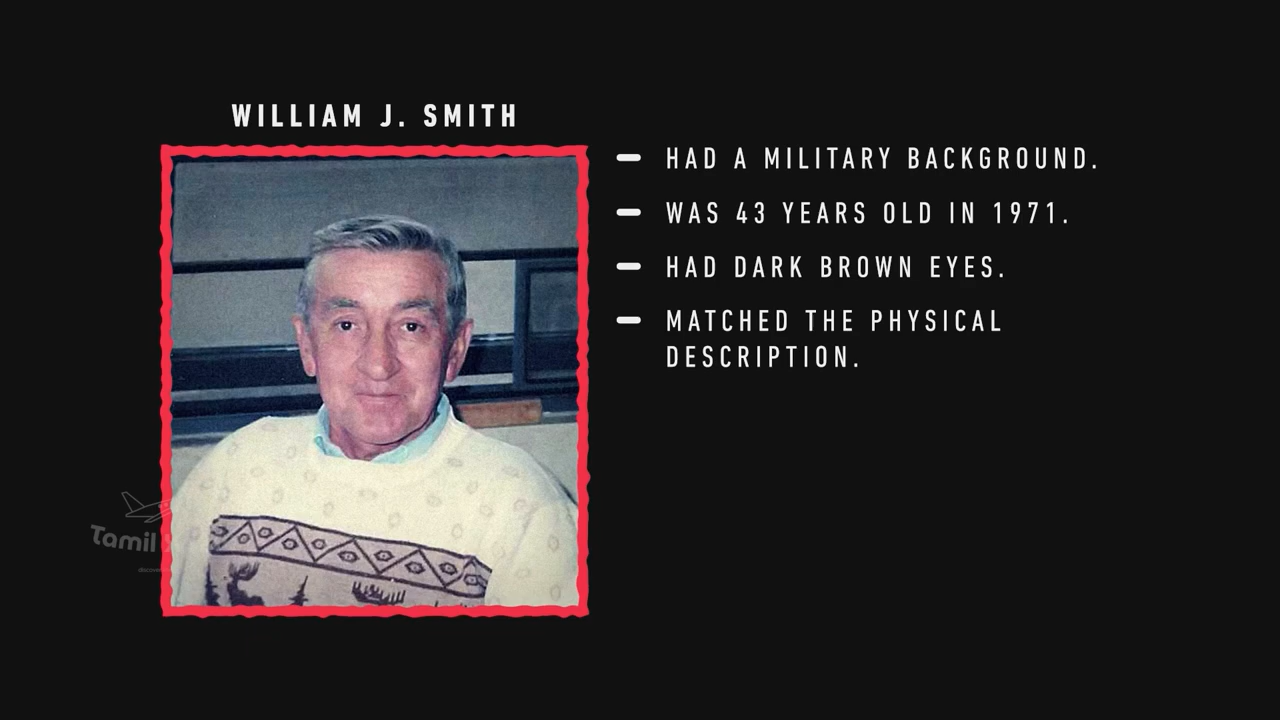 WILLIAM J. SMITH
HAD A MILITARY BACKGROUND.
WAS 43 YEARS OLD IN 1971.
HAD DARK BROWN EYES.
MATCHED THE PHYSICAL
DESCRIPTION.
Tamil